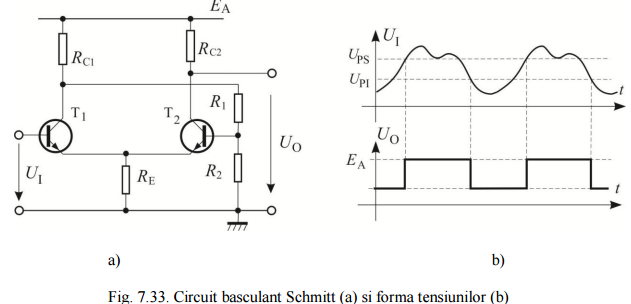 a)
E_A
R_C1
R_C2
R_1
T_1
T_2
U_I
R_E
R_2
U_O
b)
U_I
U_PS
U_PI
t
U_O
E_A
t
a)
b)
Fig. 7.33. Circuit basculant Schmitt (a) si forma tensiunilor (b)